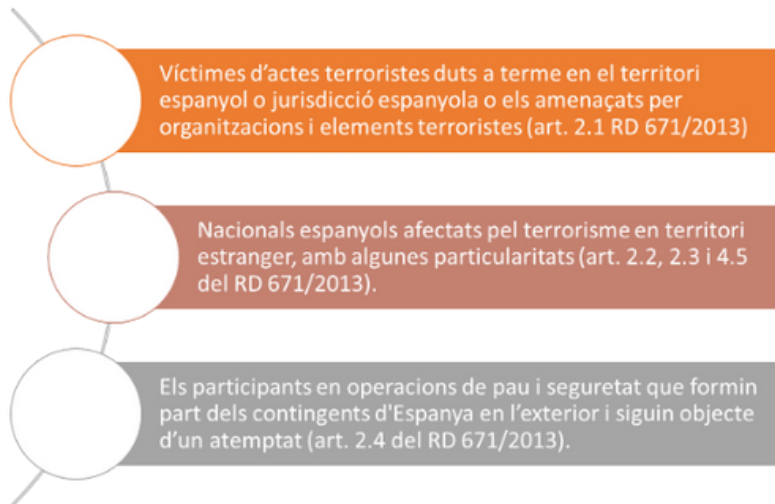 Víctimes d'actes terroristes duts a terme en el territori
espanyol o jurisdicció espanyola o els amenaçats per
organitzacions i elements terroristes (art. 2.1 RD 671/2013)
Nacionals espanyols afectats pel terrorisme en territori
estranger, amb algunes particularitats (art. 2.2, 2.3 i 4.5
del RD 671/2013).
Els participants en operacions de pau i seguretat que formin
part dels contingents d'Espanya en l'exterior i siguin objecte
d'un atemptat (art. 2.4 del RD 671/2013).